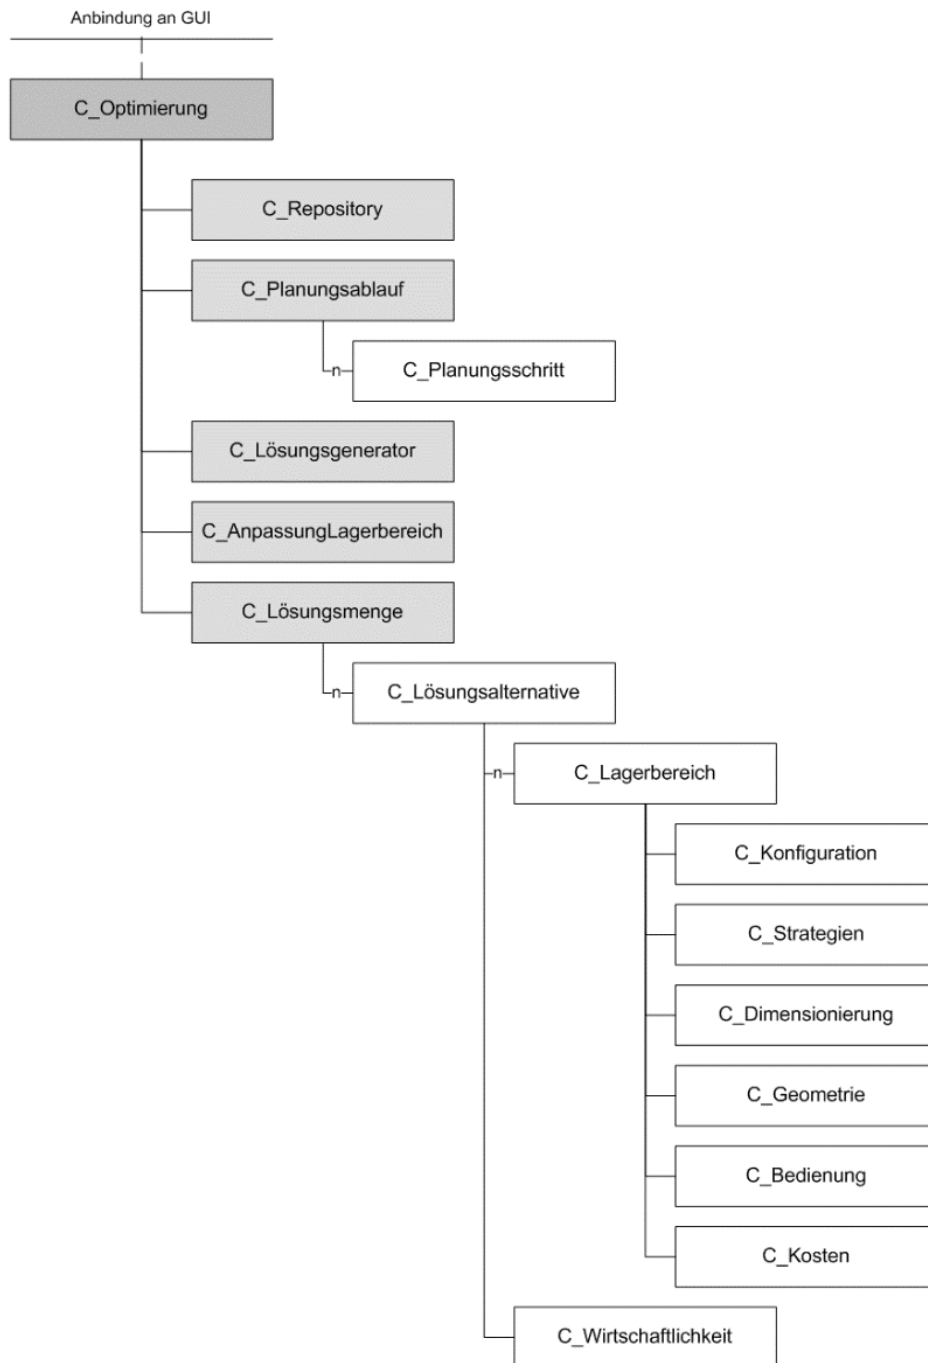 Anbindung an GUI
C_Optimierung
C_Repository
C_Planungsablauf
n
C_Planungsschritt
C_Lösungsgenerator
C_AnpassungLagerbereich
C_Lösungsmenge
n
C_Lösungsalternative
n
C_Lagerbereich
C_Konfiguration
C_Strategien
C_Dimensionierung
C_Geometrie
C_Bedienung
C_Kosten
C_Wirtschaftlichkeit